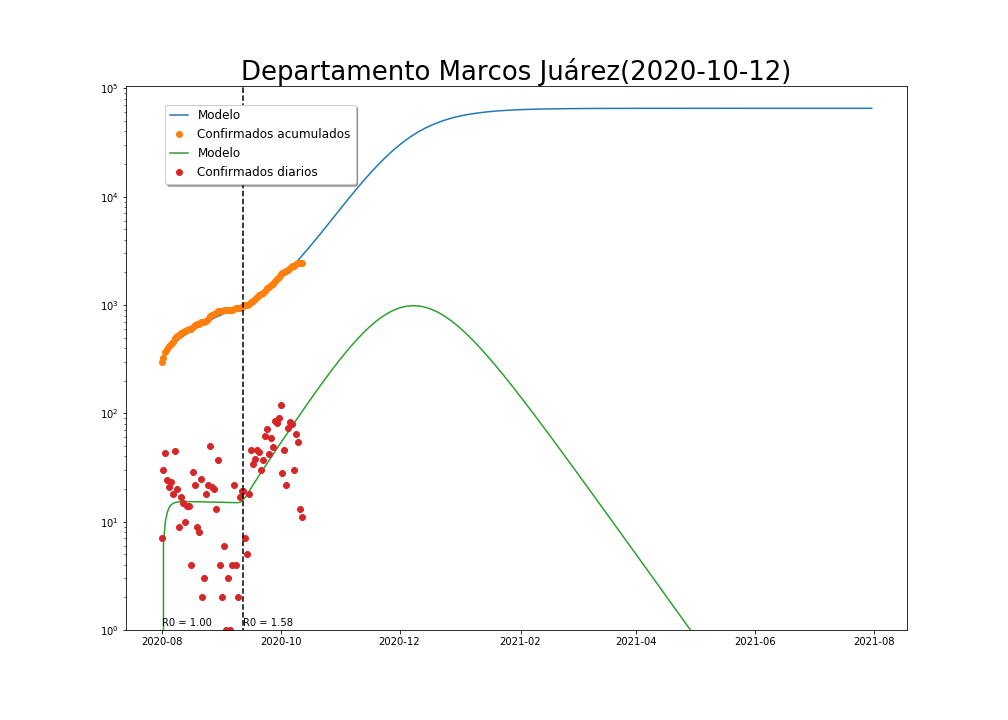 Departamento Marcos Juárez(2020-10-12)
10⁵
10⁴
10³
10²
10¹
10⁰
Modelo
Confirmados acumulados
Modelo
Confirmados diarios
R0 = 1.00
R0 = 1.58
2020-08
2020-10
2020-12
2021-02
2021-04
2021-06
2021-08